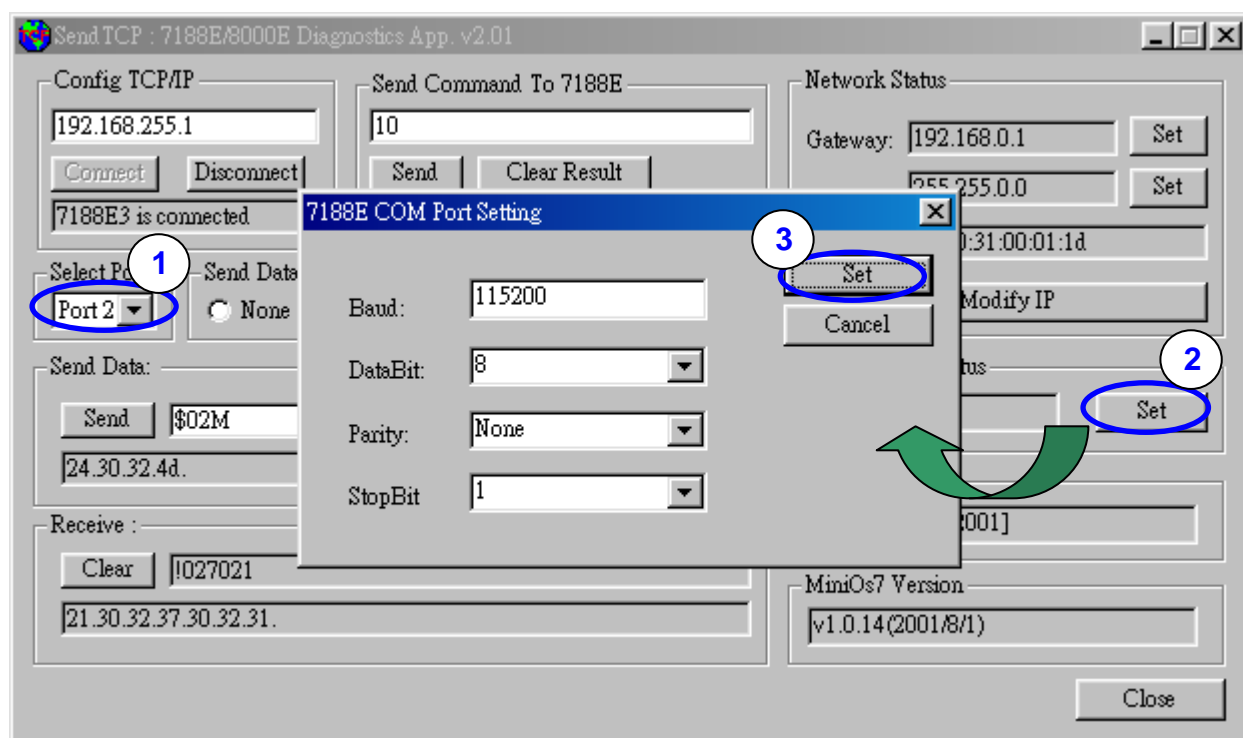 Send TCP : 7188E/8000E Diagnostics App. v2.01
Config TCP/IP
192.168.255.1
Connect Disconnect
7188E3 is connected
Send Command To 7188E
10
Send Clear Result
Network Status
Gateway: 192.168.0.1 Set
255.255.0.0 Set
0:31:00:01:1d
Modify IP
1
Select Po
Port 2
Send Data
None
7188E COM Port Setting
3
Baud: 115200 Set
Cancel
DataBit: 8
Parity: None
StopBit 1
tus
2
Set
Send Data:
Send $02M
24.30.32.4d.
2001]
Receive :
Clear !027021
21.30.32.37.30.32.31.
MiniOs7 Version
v1.0.14(2001/8/1)
Close